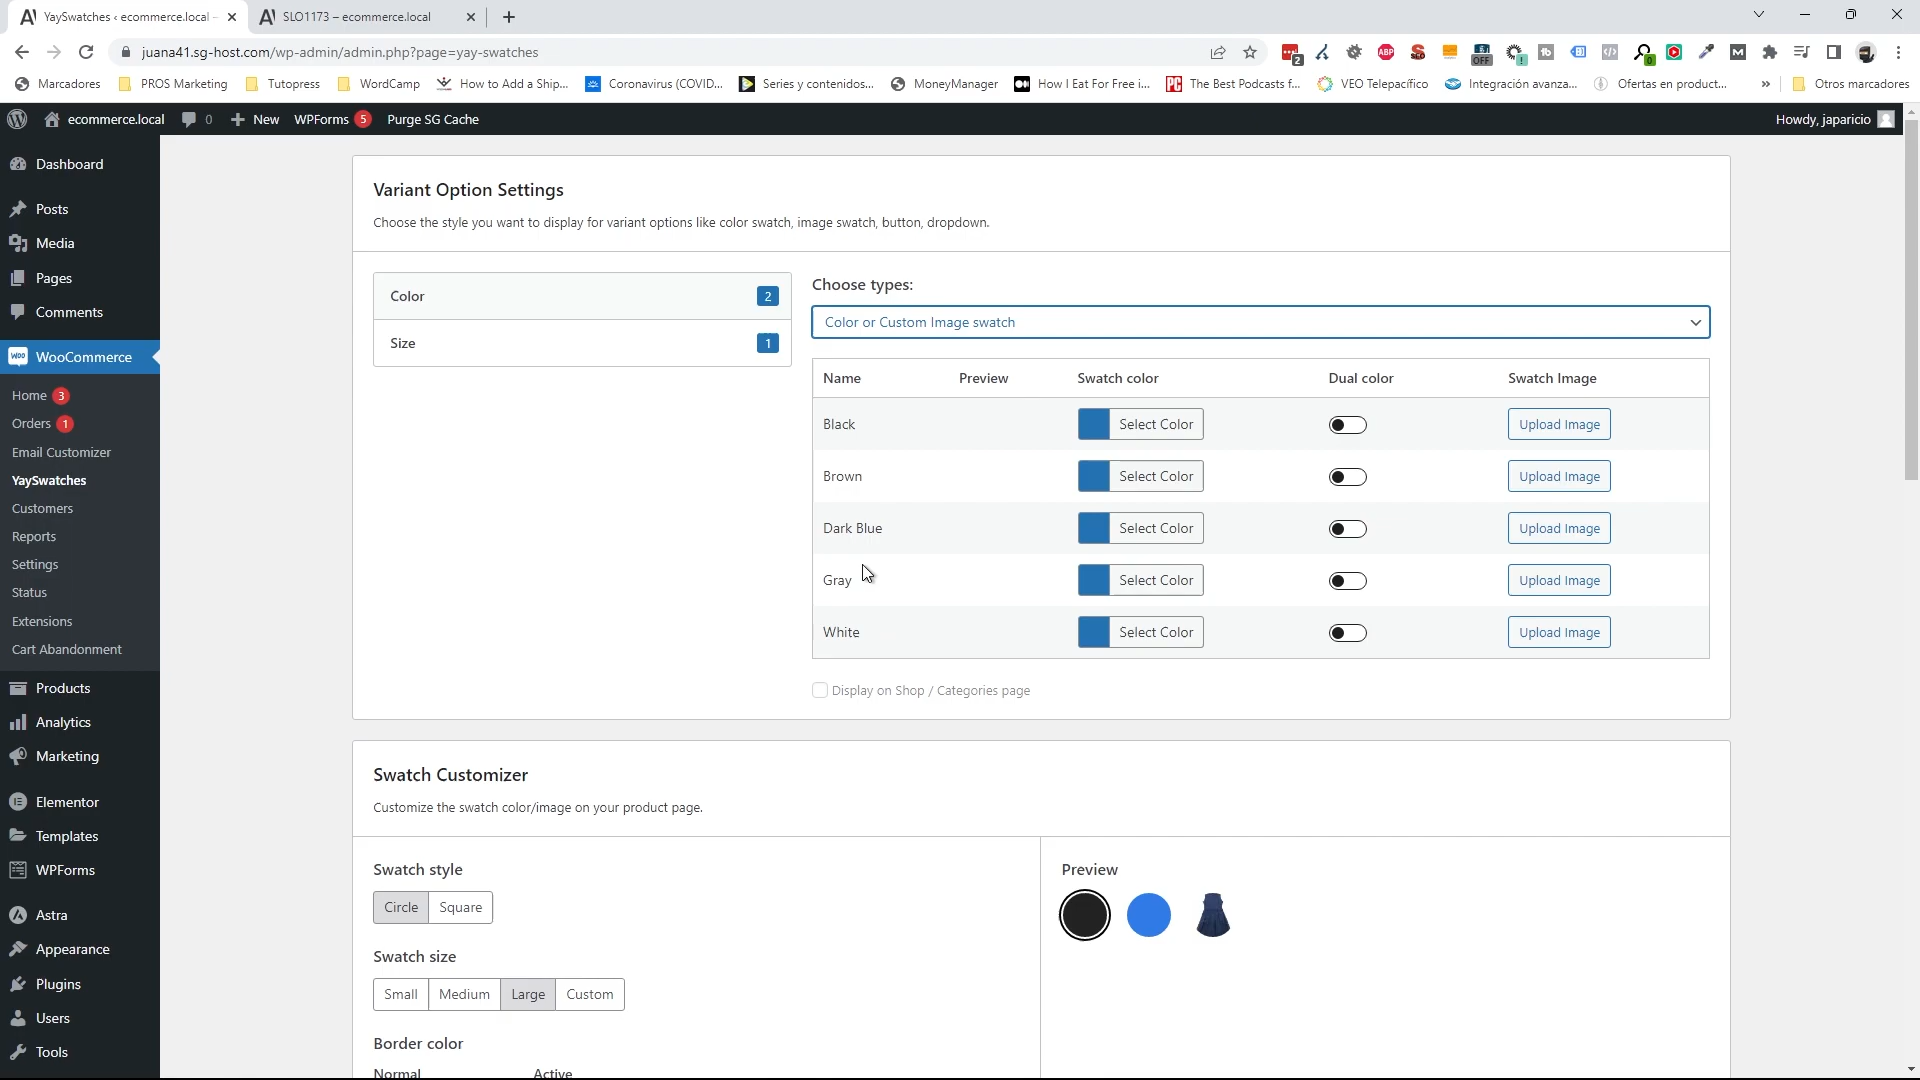 YaySwatches ‹ ecommerce.local -
SLO1173 – ecommerce.local
juana41.sg-host.com/wp-admin/admin.php?page=yay-swatches
Marcadores
PROS Marketing
Tutopress
WordCamp
How to Add a Ship...
Coronavirus (COVID...
Series y contenidos...
MoneyManager
How I Eat For Free i...
The Best Podcasts f...
VEO Telepacífico
Integración avanza...
Ofertas en product...
»
Otros marcadores
ecommerce.local
0
New
WPForms 5
Purge SG Cache
Howdy, japaricio
Dashboard
Posts
Media
Pages
Comments
WooCommerce
Home 3
Orders 1
Email Customizer
YaySwatches
Customers
Reports
Settings
Status
Extensions
Cart Abandonment
Products
Analytics
Marketing
Elementor
Templates
WPForms
Astra
Appearance
Plugins
Users
Tools
Variant Option Settings
Choose the style you want to display for variant options like color swatch, image swatch, button, dropdown.
Color 2
Size 1
Choose types:
Color or Custom Image swatch
Name Preview Swatch color Dual color Swatch Image
Black Select Color Upload Image
Brown Select Color Upload Image
Dark Blue Select Color Upload Image
Gray Select Color Upload Image
White Select Color Upload Image
Display on Shop / Categories page
Swatch Customizer
Customize the swatch color/image on your product page.
Swatch style
Circle Square
Swatch size
Small Medium Large Custom
Border color
Normal Active
Preview